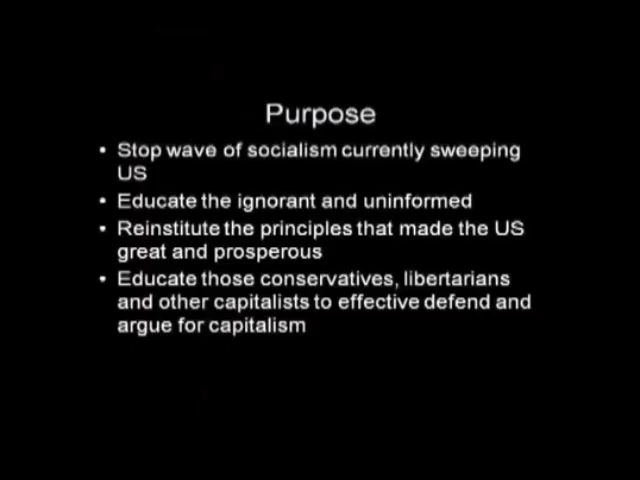 Purpose
• Stop wave of socialism currently sweeping
US
• Educate the ignorant and uninformed
• Reinstitute the principles that made the US
great and prosperous
• Educate those conservatives, libertarians
and other capitalists to effective defend and
argue for capitalism